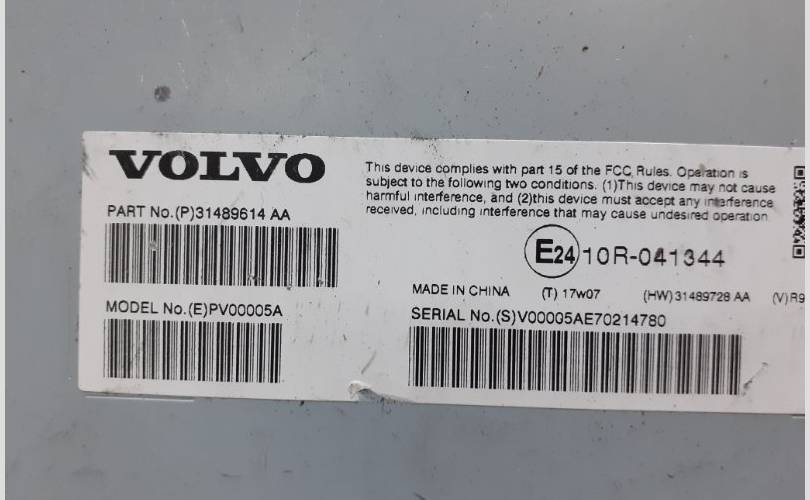 VOLVO
PART No.(P)31489614 AA
MODEL No.(E)PV00005A
This device complies with part 15 of the FCC Rules. Operation is
subject to the following two conditions. (1)This device may not cause
harmful interference, and (2)this device must accept any interference
received, including interference that may cause undesired operation
E24 10R-041344
MADE IN CHINA (T) 17w07 (HW)31489728 AA (V)R9
SERIAL No.(S)V00005AE70214780